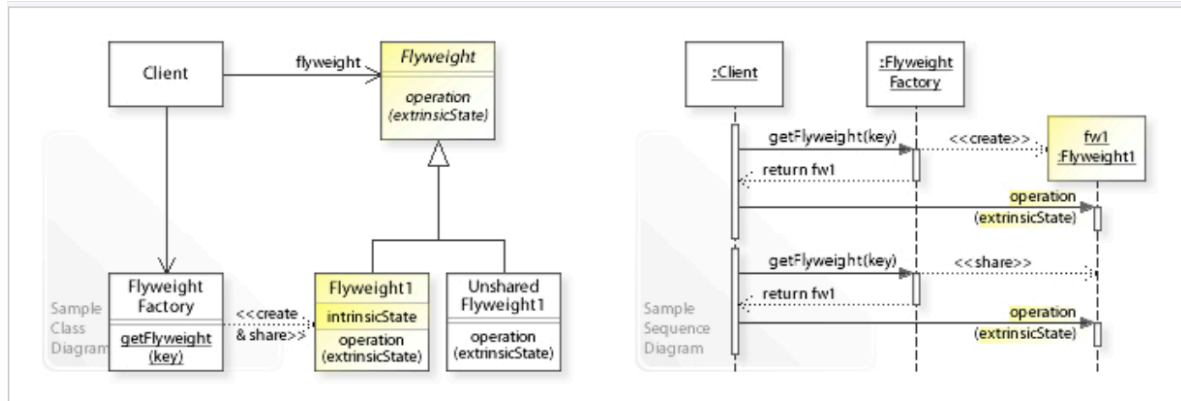 Client
flyweight
Flyweight
operation
(extrinsicState)
Flyweight
Factory
getFlyweight
(key)
<<create
& share>>
Flyweight1
intrinsicState
operation
(extrinsicState)
Unshared
Flyweight1
operation
(extrinsicState)
Sample
Class
Diagram
:Client
:Flyweight
Factory
getFlyweight(key)
<<create>>
fw1
:Flyweight1
return fw1
operation
(extrinsicState)
getFlyweight(key)
<<share>>
return fw1
operation
(extrinsicState)
Sample
Sequence
Diagram